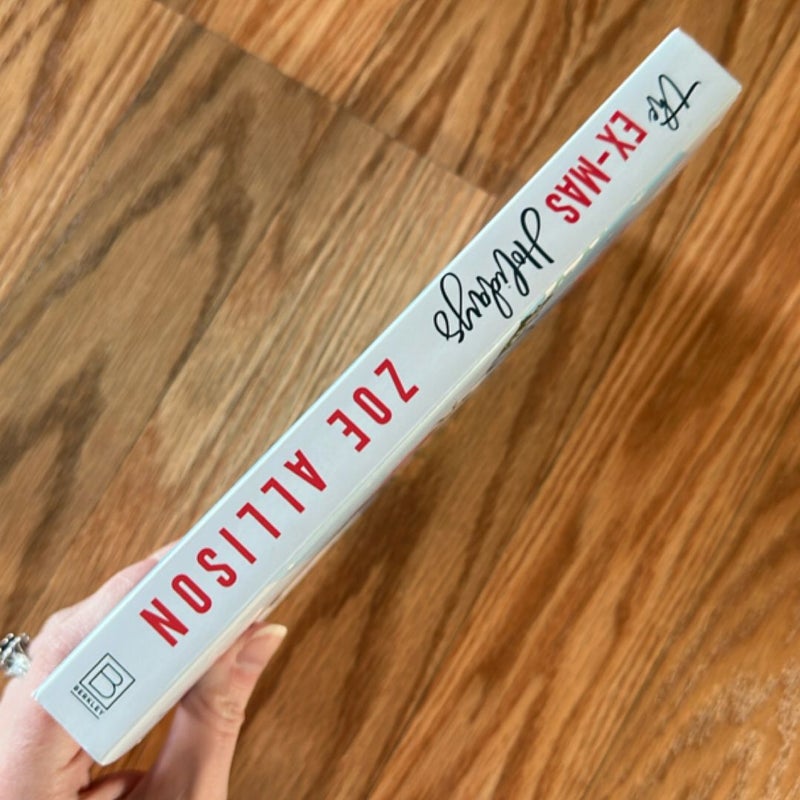 the EX-MAS Holidays
ZOE ALLISON
B
BERKLEY